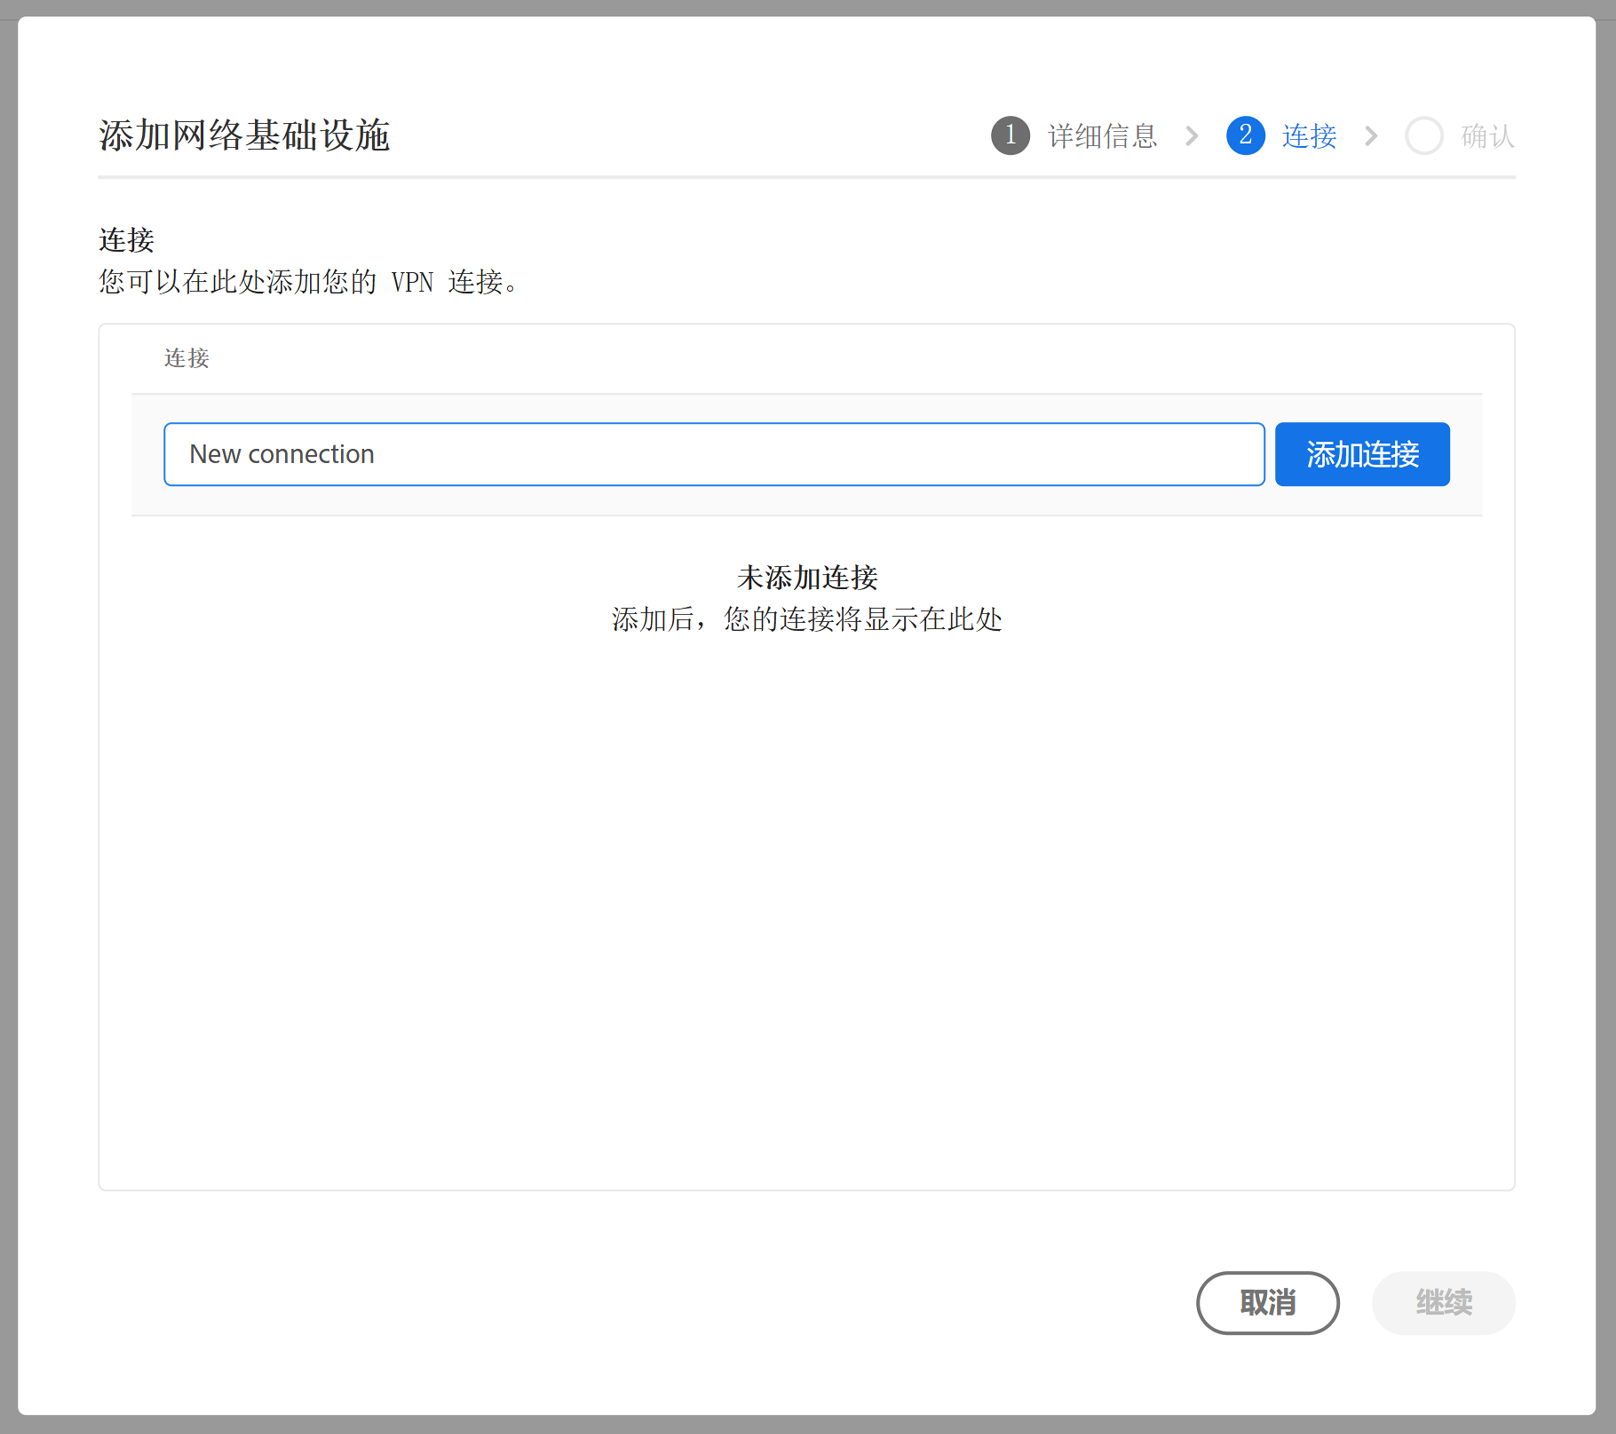 添加网络基础设施
1 详细信息 2 连接 确认
连接
您可以在此处添加您的 VPN 连接。
连接
New connection 添加连接
未添加连接
添加后，您的连接将显示在此处
取消 继续